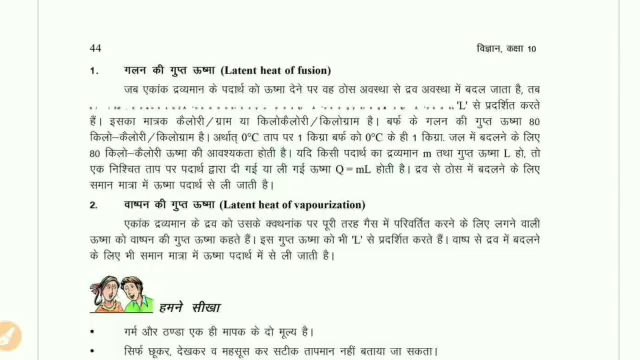 44
विज्ञान, कक्षा 10
1. गलन की गुप्त ऊष्मा (Latent heat of fusion)
जब एकांक द्रव्यमान के पदार्थ को ऊष्मा देने पर वह ठोस अवस्था से द्रव अवस्था में बदल जाता है, तब
'L' से प्रदर्शित करते
हैं। इसका मात्रक कैलोरी/ग्राम या किलोकैलोरी/किलोग्राम है। बर्फ के गलन की गुप्त ऊष्मा 80
किलो-कैलोरी/किलोग्राम है। अर्थात् 0°C ताप पर 1 किग्रा बर्फ को 0°C के ही 1 किग्रा. जल में बदलने के लिए
80 किलो-कैलोरी ऊष्मा की आवश्यकता होती है। यदि किसी पदार्थ का द्रव्यमान m तथा गुप्त ऊष्मा L हो, तो
एक निश्चित ताप पर पदार्थ द्वारा दी गई या ली गई ऊष्मा Q = mL होती है। द्रव से ठोस में बदलने के लिए
समान मात्रा में ऊष्मा पदार्थ से ली जाती है।
2. वाष्पन की गुप्त ऊष्मा (Latent heat of vapourization)
एकांक द्रव्यमान के द्रव को उसके क्वथनांक पर पूरी तरह गैस में परिवर्तित करने के लिए लगने वाली
ऊष्मा को वाष्पन की गुप्त ऊष्मा कहते हैं। इस गुप्त ऊष्मा को भी 'L' से प्रदर्शित करते हैं। वाष्प से द्रव में बदलने
के लिए भी समान मात्रा में ऊष्मा पदार्थ में से ली जाती है।
हमने सीखा
• गर्म और ठण्डा एक ही मापक के दो मूल्य है।
• सिर्फ छूकर, देखकर व महसूस कर सटीक तापमान नहीं बताया जा सकता।